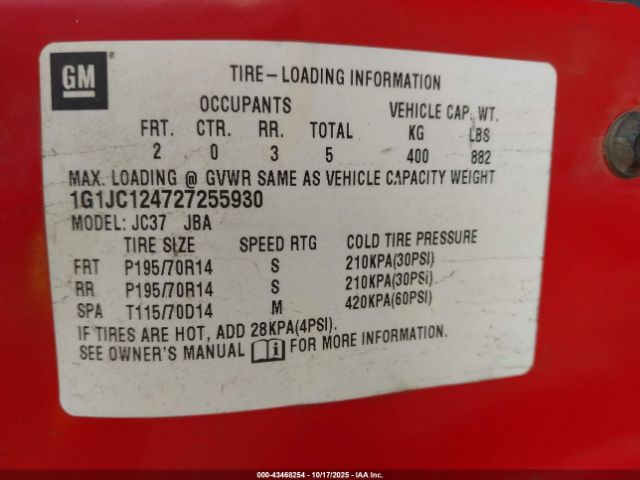 GM ®
TIRE-LOADING INFORMATION
OCCUPANTS VEHICLE CAP. WT.
FRT. CTR. RR. TOTAL KG LBS
2 0 3 5 400 882
MAX. LOADING @ GVWR SAME AS VEHICLE CAPACITY WEIGHT
1G1JC124727255930
MODEL: JC37 JBA
TIRE SIZE SPEED RTG COLD TIRE PRESSURE
FRT P195/70R14 S 210KPA(30PSI)
RR P195/70R14 S 210KPA(30PSI)
SPA T115/70D14 M 420KPA(60PSI)
IF TIRES ARE HOT, ADD 28KPA(4PSI).
SEE OWNER'S MANUAL i FOR MORE INFORMATION.
000-43468254 | 10/17/2025 | IAAI.COM